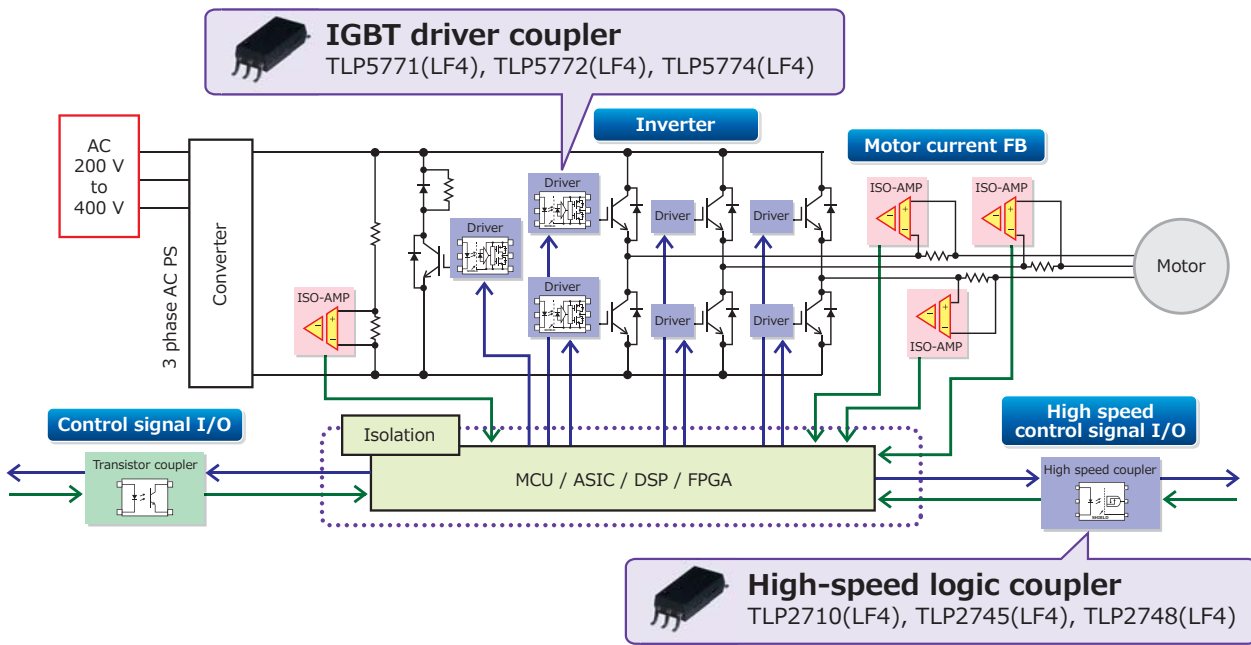 IGBT driver coupler
TLP5771(LF4), TLP5772(LF4), TLP5774(LF4)
Inverter
Motor current FB
AC
200 V
to
400 V
3 phase AC PS
Converter
ISO-AMP
Driver
Driver
Driver
Driver
Driver
Driver
Driver
ISO-AMP
ISO-AMP
ISO-AMP
Motor
Control signal I/O
Transistor coupler
Isolation
MCU / ASIC / DSP / FPGA
High speed
control signal I/O
High speed coupler
SHIELD
High-speed logic coupler
TLP2710(LF4), TLP2745(LF4), TLP2748(LF4)